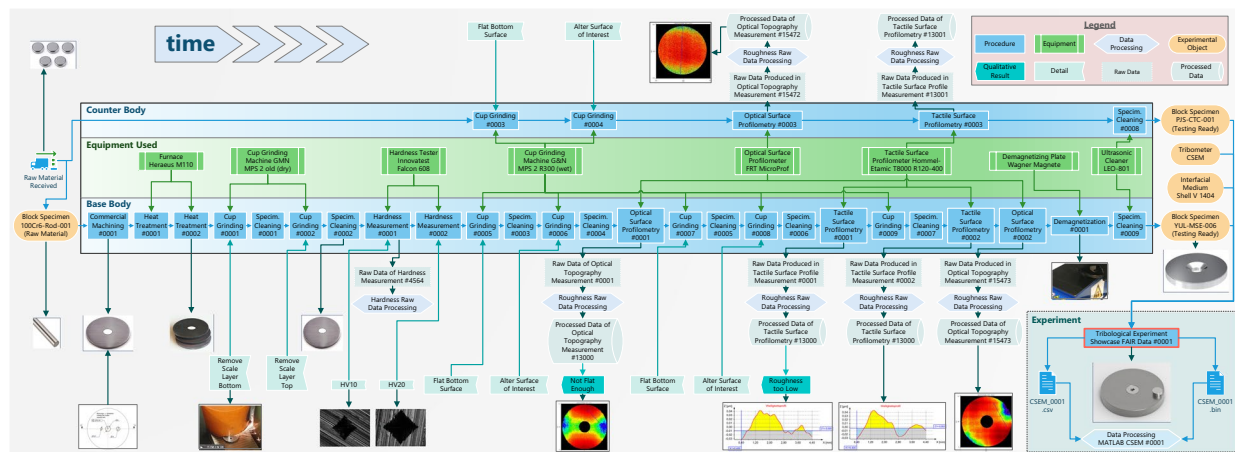 time
Flat Bottom
Surface
Alter Surface
of Interest
Processed Data of
Optical Topography
Measurement #15472
Roughness Raw
Data Processing
Raw Data Produced in
Optical Topography
Measurement #15472
Processed Data of
Tactile Surface
Profilometry #13001
Roughness Raw
Data Processing
Raw Data Produced in
Tactile Surface Profile
Measurement #13001
Legend
Procedure
Equipment
Data
Processing
Experimental
Object
Qualitative
Result
Detail
Raw Data
Processed
Data
Raw Material
Received
Counter Body
Cup Grinding
#0003
Cup Grinding
#0004
Optical Surface
Profilometry #0003
Tactile Surface
Profilometry #0003
Specim.
Cleaning
#0008
Block Specimen
PJS-CTC-001
(Testing Ready)
Equipment Used
Furnace
Heraeus M110
Cup Grinding
Machine GMN
MPS 2 old (dry)
Hardness Tester
Innovatest
Falcon 608
Cup Grinding
Machine G&N
MPS 2 R300 (wet)
Optical Surface
Profilometer
FRT MicroProf
Tactile Surface
Profilometer Hommel-
Etamic T8000 R120-400
Demagnetizing Plate
Wagner Magnete
Ultrasonic
Cleaner
LEO-801
Tribometer
CSEM
Interfacial
Medium
Shell V 1404
Base Body
Block Specimen
100Cr6-Rod-001
(Raw Material)
Commercial
Machining
#0001
Heat
Treatment
#0001
Heat
Treatment
#0002
Cup
Grinding
#0001
Specim.
Cleaning
#0001
Cup
Grinding
#0002
Specim.
Cleaning
#0002
Hardness
Measurement
#0001
Hardness
Measurement
#0002
Cup
Grinding
#0005
Specim.
Cleaning
#0003
Cup
Grinding
#0006
Specim.
Cleaning
#0004
Optical Surface
Profilometry
#0001
Cup
Grinding
#0007
Specim.
Cleaning
#0005
Cup
Grinding
#0008
Specim.
Cleaning
#0006
Tactile Surface
Profilometry
#0001
Cup
Grinding
#0009
Specim.
Cleaning
#0007
Tactile Surface
Profilometry
#0002
Optical Surface
Profilometry
#0002
Demagnetization
#0001
Specim.
Cleaning
#0009
Block Specimen
YUL-MSE-006
(Testing Ready)
Raw Data of Hardness
Measurement #4564
Hardness Raw
Data Processing
Raw Data of Optical
Topography
Measurement #0001
Roughness Raw
Data Processing
Processed Data of
Optical
Topography
Measurement
#13000
Not Flat
Enough
Raw Data Produced in
Tactile Surface Profile
Measurement #0001
Roughness Raw
Data Processing
Processed Data of
Tactile Surface
Profilometry #13000
Roughness
too Low
Raw Data Produced in
Tactile Surface Profile
Measurement #0002
Roughness Raw
Data Processing
Processed Data of
Tactile Surface
Profilometry #13000
Raw Data Produced in
Optical Topography
Measurement #15473
Roughness Raw
Data Processing
Processed Data of
Optical Topography
Measurement #15473
Remove
Scale
Layer
Bottom
Remove
Scale
Layer
Top
HV10
HV20
Flat Bottom
Surface
Alter Surface
of Interest
Flat Bottom
Surface
Alter Surface
of Interest
Experiment
Tribological Experiment
Showcase FAIR Data #0001
CSEM_0001
.csv
CSEM_0001
.bin
Data Processing
MATLAB CSEM #0001